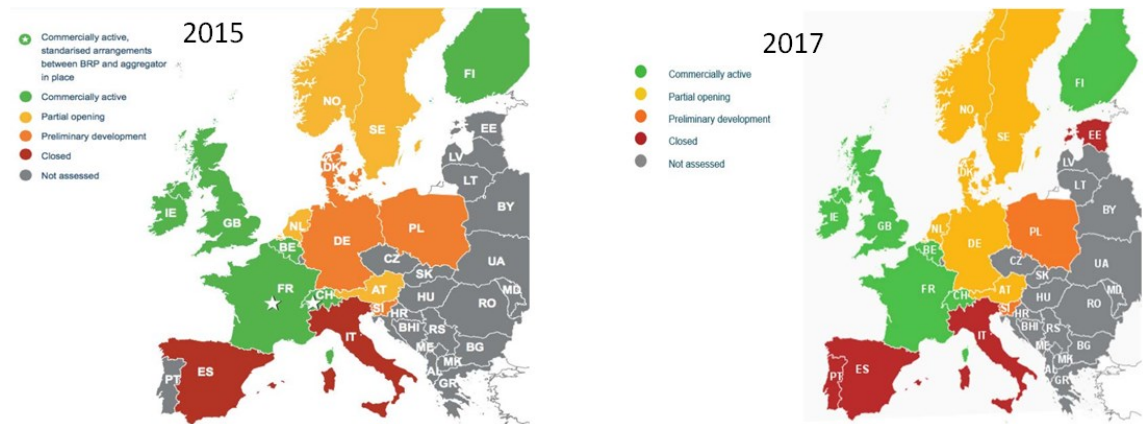 2015
Commercially active,
standarised arrangements
between BRP and aggregator
in place
Commercially active
Partial opening
Preliminary development
Closed
Not assessed
FI
NO
SE
EE
LV
LT
DK
BY
IE
GB
NL
DE
PL
BE
CZ
UA
SK
FR
CH
AT
HU
MD
SI
RO
HR
BHI
RS
IT
ME
BG
MK
AL
GR
PT
ES
2017
Commercially active
Partial opening
Preliminary development
Closed
Not assessed
FI
NO
SE
EE
LV
LT
DK
BY
IE
GB
NL
DE
PL
BE
CZ
UA
SK
FR
CH
AT
HU
MD
SI
RO
HR
BHI
RS
IT
ME
BG
MK
AL
GR
PT
ES